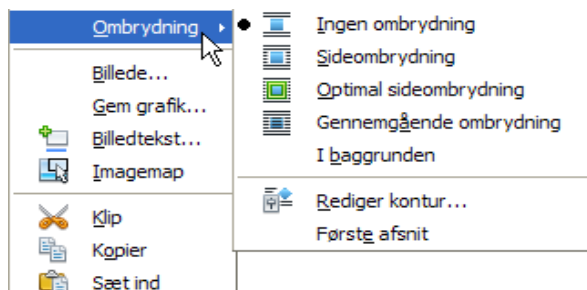 Ombrydning
Billede...
Gem grafik...
Billedtekst...
Imagemap
Klip
Kopier
Sæt ind
Ingen ombrydning
Sideombrydning
Optimal sideombrydning
Gennemgående ombrydning
I baggrunden
Rediger kontur...
Første afsnit